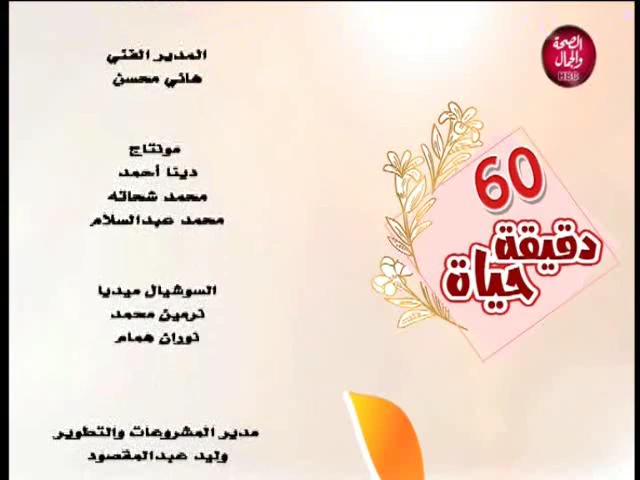 المدير الفني
هاني محسن
مونتاج
دينا أحمد
محمد شحاته
محمد عبدالسلام
السوشيال ميديا
نرمين محمد
نوران همام
مدير المشروعات والتطوير
وليد عبدالمقصود
الصحة
والجمال
HBC
60
دقيقة
حياة